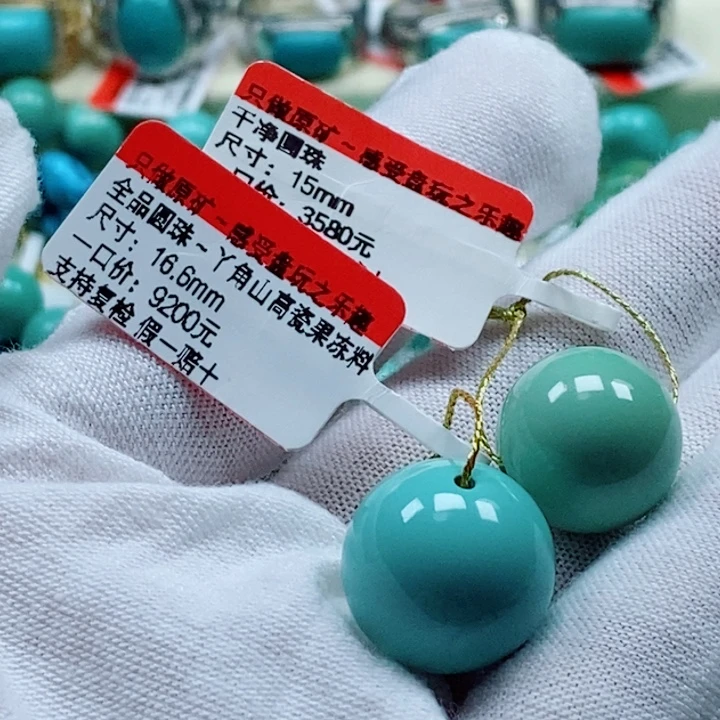 只做原矿~感受盘玩之乐趣
干净圆珠
尺寸：15mm
口价：3580元
只做原矿~感受盘玩之乐趣
全品圆珠~丫角山高瓷果冻料
尺寸：16.6mm
一口价：9200元
支持复检 假一赔十